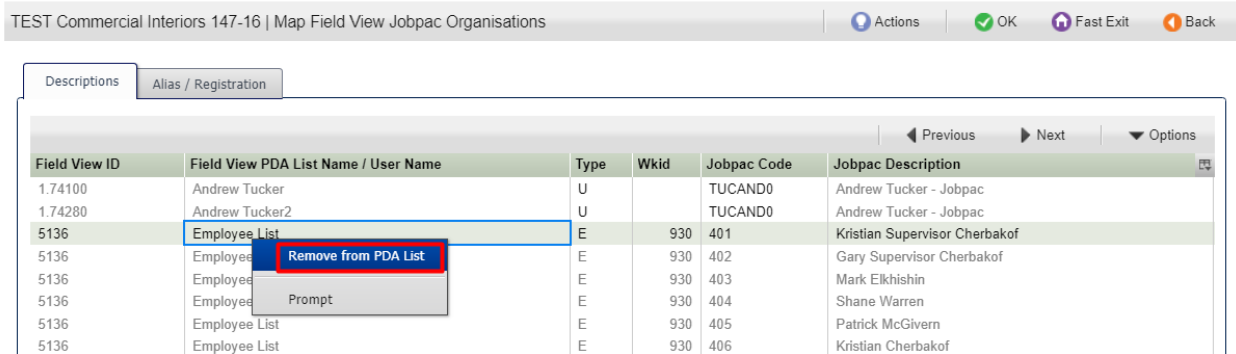 TEST Commercial Interiors 147-16 | Map Field View Jobpac Organisations Actions OK Fast Exit Back
Descriptions Alias / Registration
Previous Next Options
Field View ID Field View PDA List Name / User Name Type Wkid Jobpac Code Jobpac Description
1.74100 Andrew Tucker U TUCAND0 Andrew Tucker - Jobpac
1.74280 Andrew Tucker2 U TUCAND0 Andrew Tucker - Jobpac
5136 Employee List E 930 401 Kristian Supervisor Cherbakof
5136 Employee E 930 402 Gary Supervisor Cherbakof
Remove from PDA List
5136 Employee E 930 403 Mark Elkhishin
5136 Employee E 930 404 Shane Warren
Prompt
5136 Employee List E 930 405 Patrick McGivern
5136 Employee List E 930 406 Kristian Cherbakof